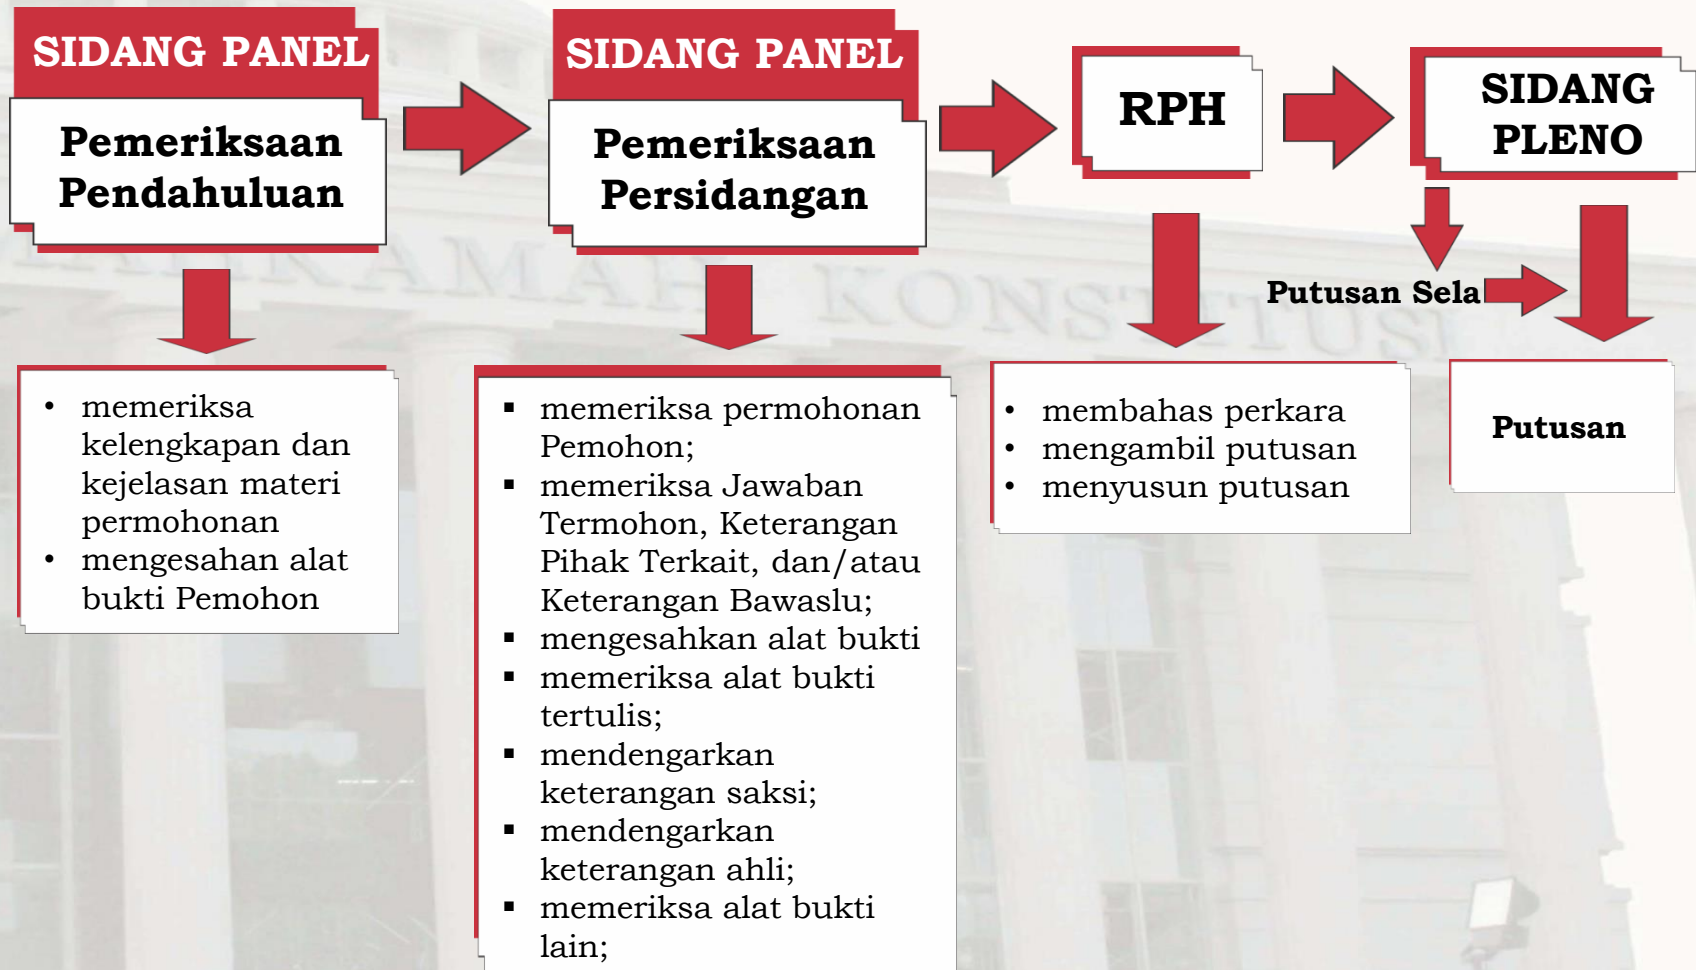 SIDANG PANEL
Pemeriksaan
Pendahuluan
SIDANG PANEL
Pemeriksaan
Persidangan
RPH
SIDANG
PLENO
Putusan Sela
• memeriksa
kelengkapan dan
kejelasan materi
permohonan
• mengesahan alat
bukti Pemohon
▪ memeriksa permohonan
Pemohon;
▪ memeriksa Jawaban
Termohon, Keterangan
Pihak Terkait, dan/atau
Keterangan Bawaslu;
▪ mengesahkan alat bukti
▪ memeriksa alat bukti
tertulis;
▪ mendengarkan
keterangan saksi;
▪ mendengarkan
keterangan ahli;
▪ memeriksa alat bukti
lain;
• membahas perkara
• mengambil putusan
• menyusun putusan
Putusan
KONSTITUSI